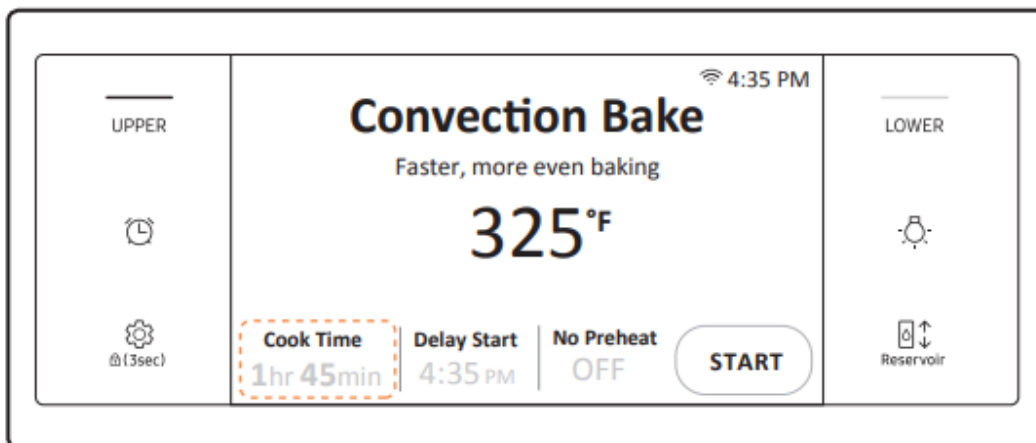 4:35 PM
UPPER
Convection Bake
LOWER
Faster, more even baking
325°F
Cook Time
Delay Start
No Preheat
1hr 45min
4:35 PM
OFF
START
(3sec)
Reservoir